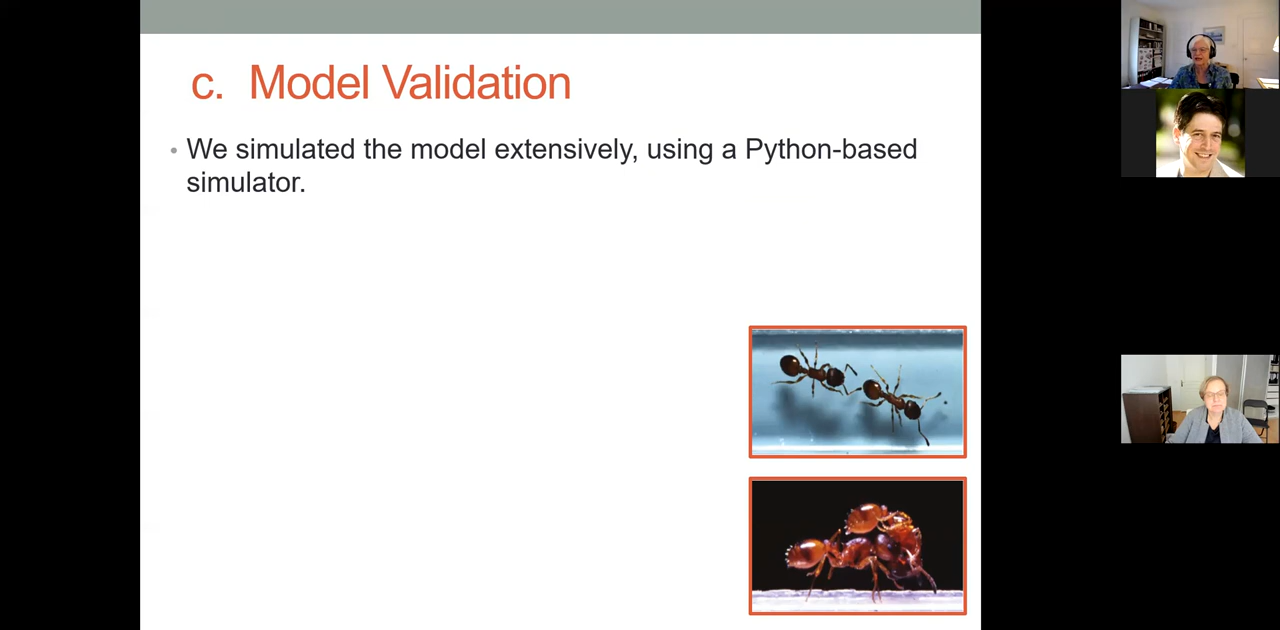 c. Model Validation
• We simulated the model extensively, using a Python-based
simulator.